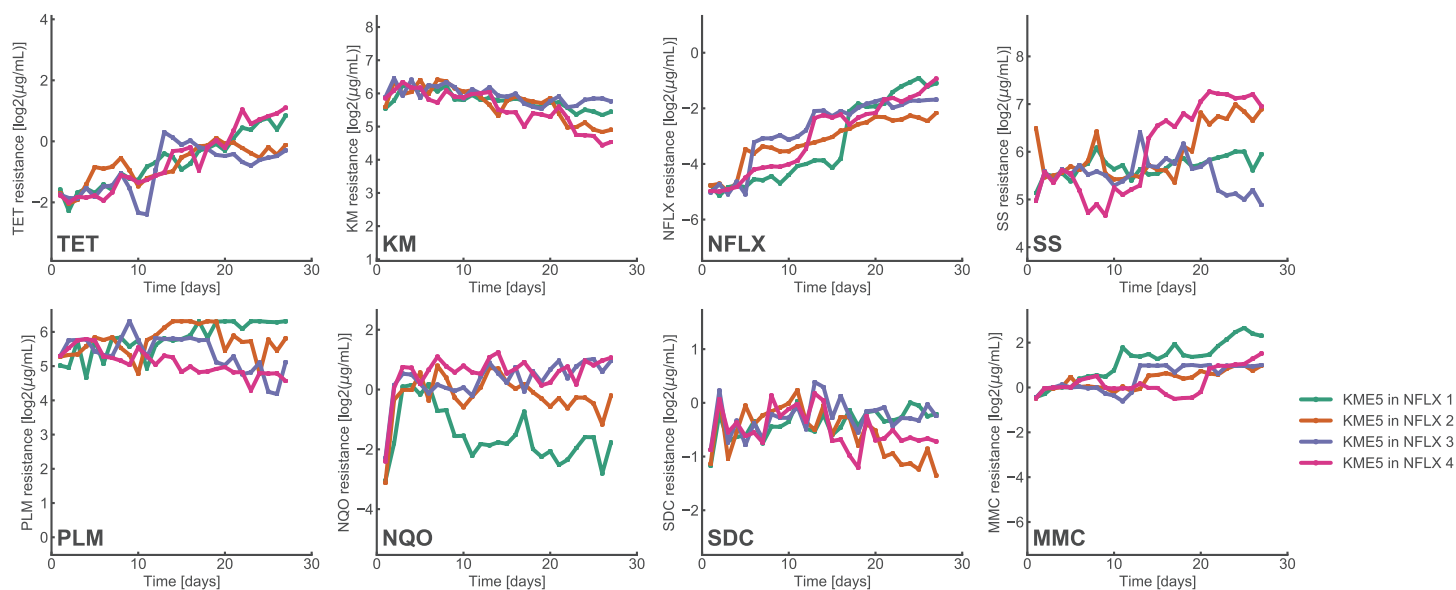 TET resistance [log2(µg/mL)]
4
2
0
−2
TET
0
10
20
30
Time [days]
KM resistance [log2(µg/mL)]
8
7
6
5
4
3
2
1
KM
0
10
20
30
Time [days]
NFLX resistance [log2(µg/mL)]
0
−2
−4
−6
NFLX
0
10
20
30
Time [days]
SS resistance [log2(µg/mL)]
8
7
6
5
4
SS
0
10
20
30
Time [days]
PLM resistance [log2(µg/mL)]
6
5
4
3
2
1
0
PLM
0
10
20
30
Time [days]
NQO resistance [log2(µg/mL)]
2
0
−2
−4
NQO
0
10
20
30
Time [days]
SDC resistance [log2(µg/mL)]
1
0
−1
−2
SDC
0
10
20
30
Time [days]
MMC resistance [log2(µg/mL)]
2
0
−2
−4
−6
MMC
0
10
20
30
Time [days]
KME5 in NFLX 1
KME5 in NFLX 2
KME5 in NFLX 3
KME5 in NFLX 4